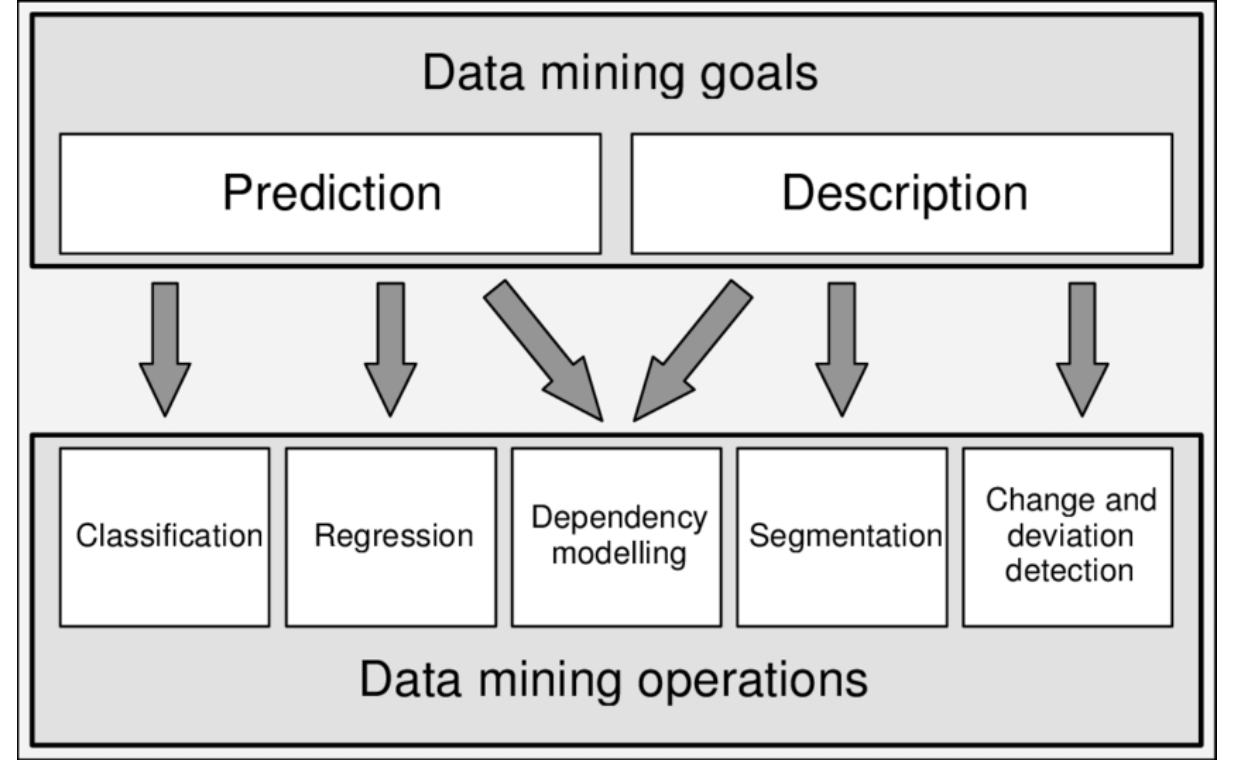 Data mining goals
Prediction
Description
Classification
Regression
Dependency
modelling
Segmentation
Change and
deviation
detection
Data mining operations